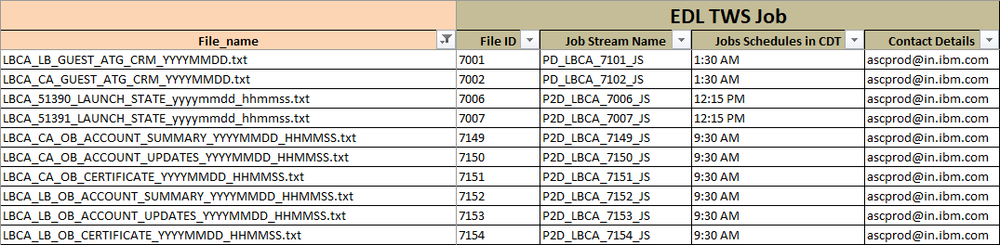 EDL TWS Job
File_name File ID Job Stream Name Jobs Schedules in CDT Contact Details
LBCA_LB_GUEST_ATG_CRM_YYYYMMDD.txt 7001 PD_LBCA_7101_JS 1:30 AM ascprod@in.ibm.com
LBCA_CA_GUEST_ATG_CRM_YYYYMMDD.txt 7002 PD_LBCA_7102_JS 1:30 AM ascprod@in.ibm.com
LBCA_51390_LAUNCH_STATE_yyyymmdd_hhmmss.txt 7006 P2D_LBCA_7006_JS 12:15 PM ascprod@in.ibm.com
LBCA_51391_LAUNCH_STATE_yyyymmdd_hhmmss.txt 7007 P2D_LBCA_7007_JS 12:15 PM ascprod@in.ibm.com
LBCA_CA_OB_ACCOUNT_SUMMARY_YYYYMMDD_HHMMSS.txt 7149 P2D_LBCA_7149_JS 9:30 AM ascprod@in.ibm.com
LBCA_CA_OB_ACCOUNT_UPDATES_YYYYMMDD_HHMMSS.txt 7150 P2D_LBCA_7150_JS 9:30 AM ascprod@in.ibm.com
LBCA_CA_OB_CERTIFICATE_YYYYMMDD_HHMMSS.txt 7151 P2D_LBCA_7151_JS 9:30 AM ascprod@in.ibm.com
LBCA_LB_OB_ACCOUNT_SUMMARY_YYYYMMDD_HHMMSS.txt 7152 P2D_LBCA_7152_JS 9:30 AM ascprod@in.ibm.com
LBCA_LB_OB_ACCOUNT_UPDATES_YYYYMMDD_HHMMSS.txt 7153 P2D_LBCA_7153_JS 9:30 AM ascprod@in.ibm.com
LBCA_LB_OB_CERTIFICATE_YYYYMMDD_HHMMSS.txt 7154 P2D_LBCA_7154_JS 9:30 AM ascprod@in.ibm.com